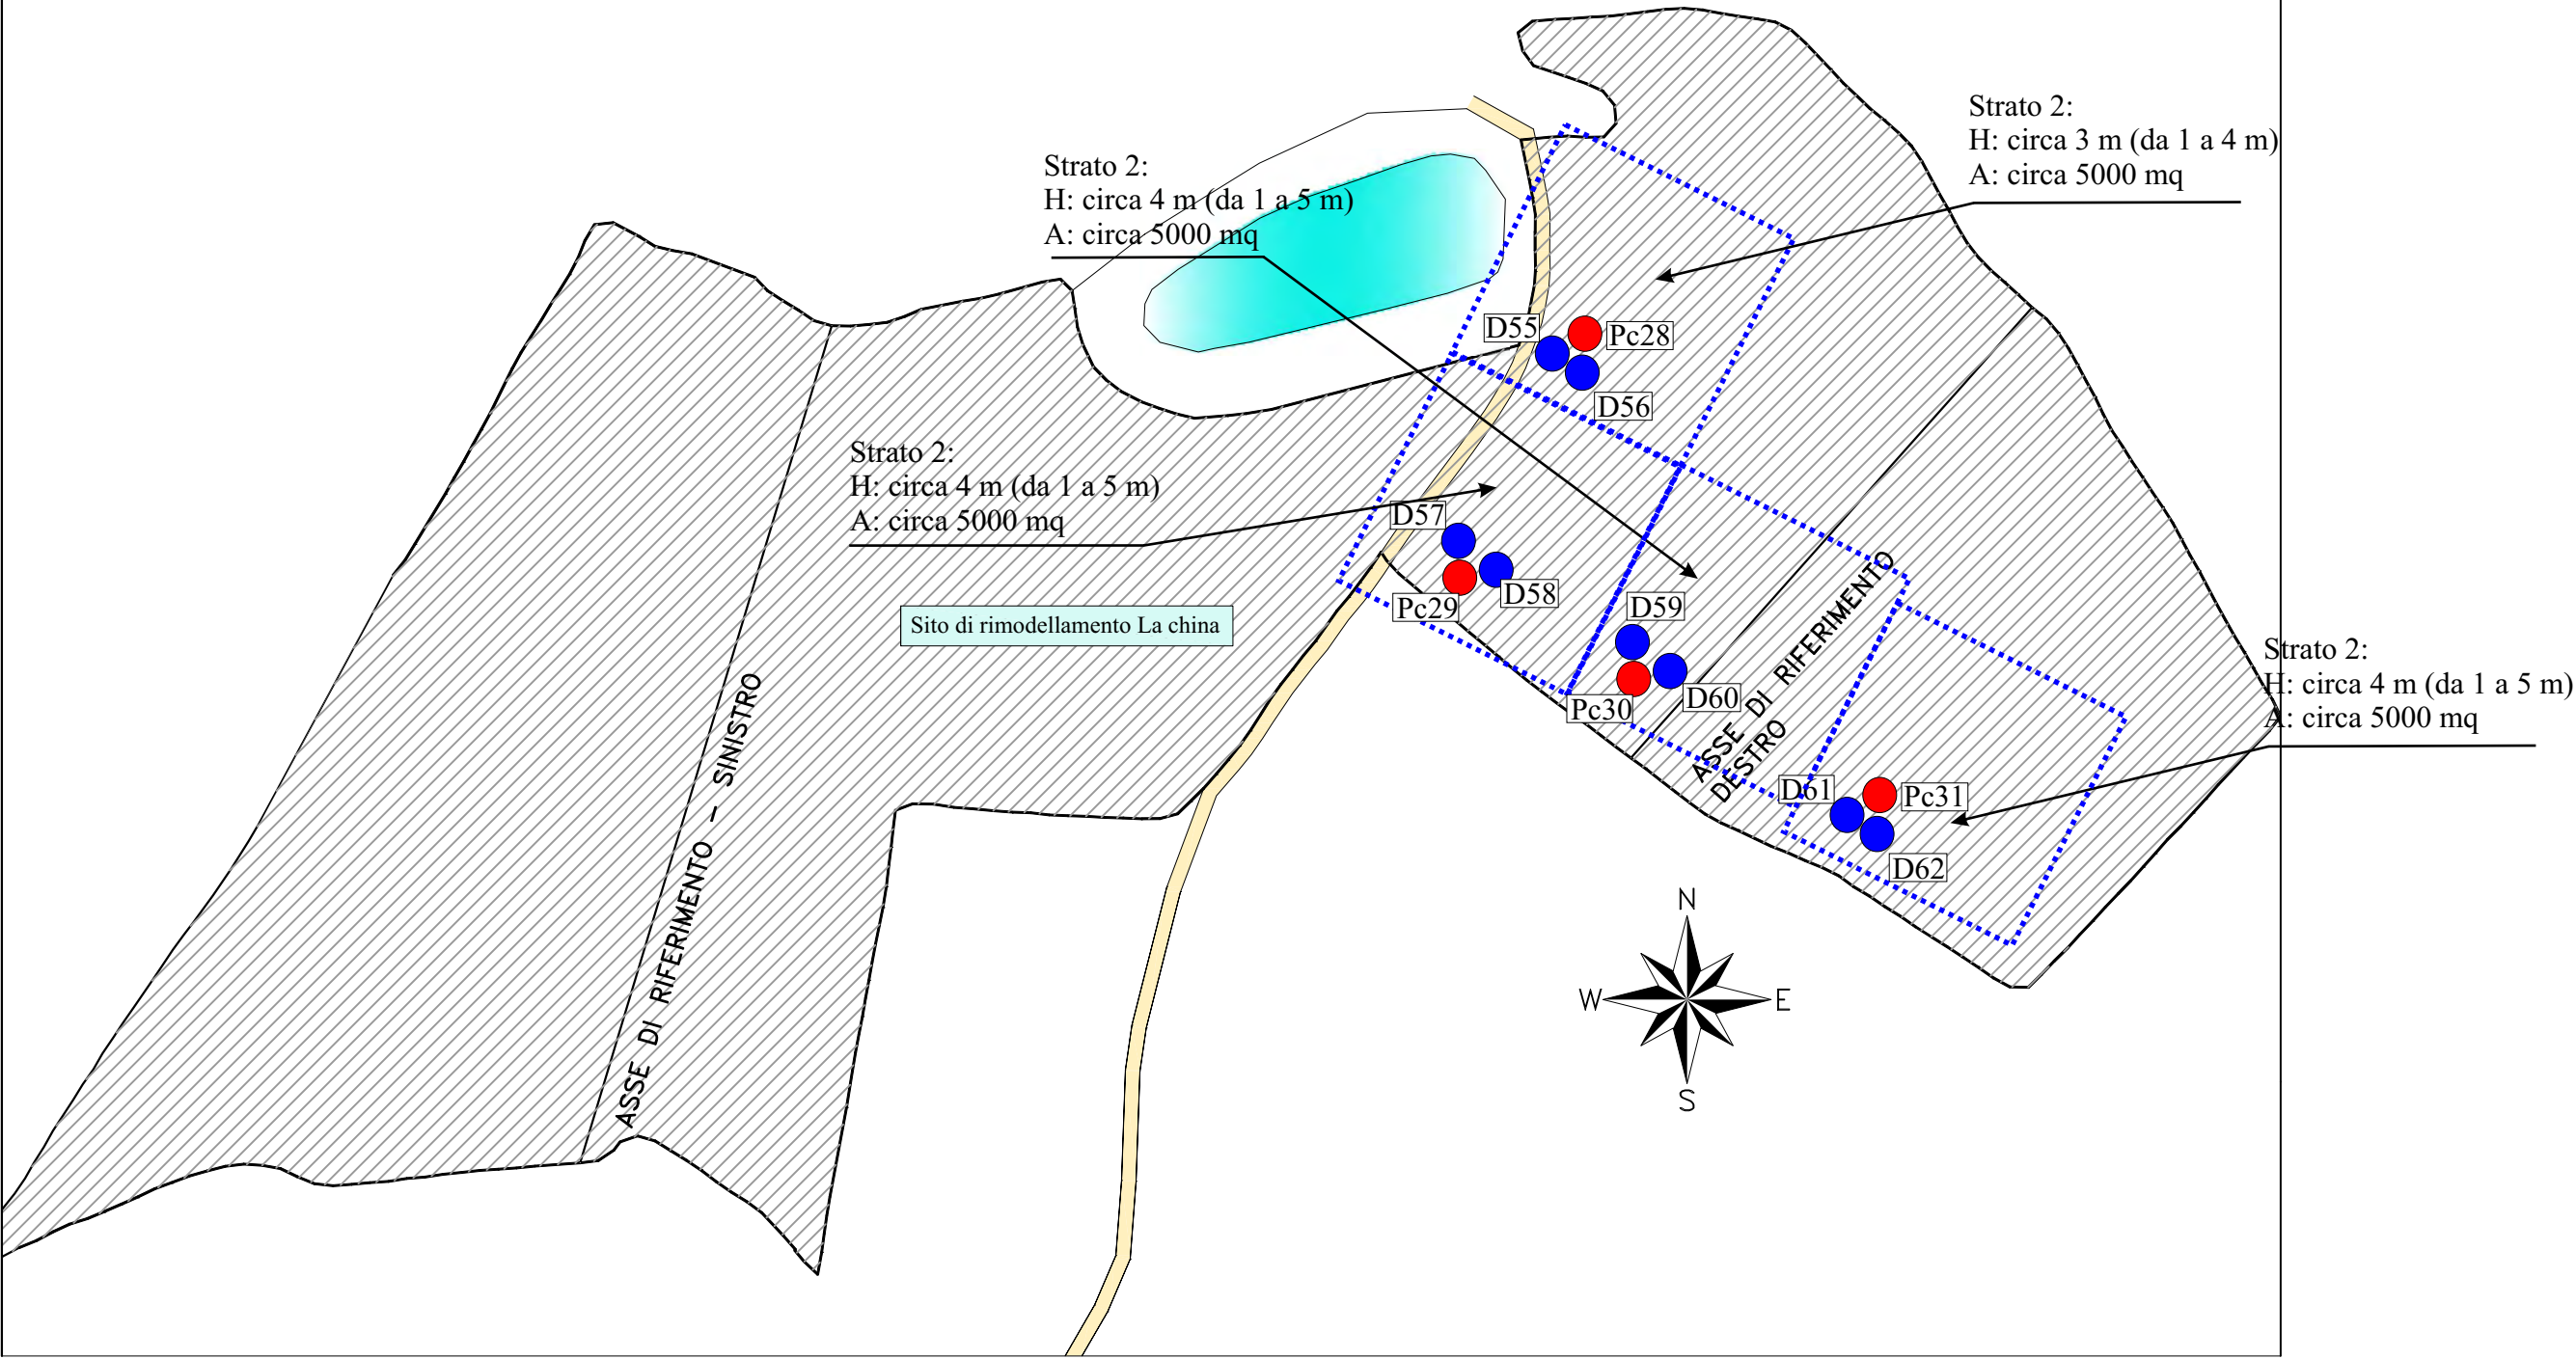 Strato 2:
H: circa 3 m (da 1 a 4 m)
A: circa 5000 mq
Strato 2:
H: circa 4 m (da 1 a 5 m)
A: circa 5000 mq
D55
Pc28
D56
Strato 2:
H: circa 4 m (da 1 a 5 m)
A: circa 5000 mq
D57
D58
Pc29
D59
D60
Pc30
Sito di rimodellamento La china
ASSE DI RIFERIMENTO
DESTRO
ASSE DI RIFERIMENTO - SINISTRO
Strato 2:
H: circa 4 m (da 1 a 5 m)
A: circa 5000 mq
D61
Pc31
D62
N
W
E
S